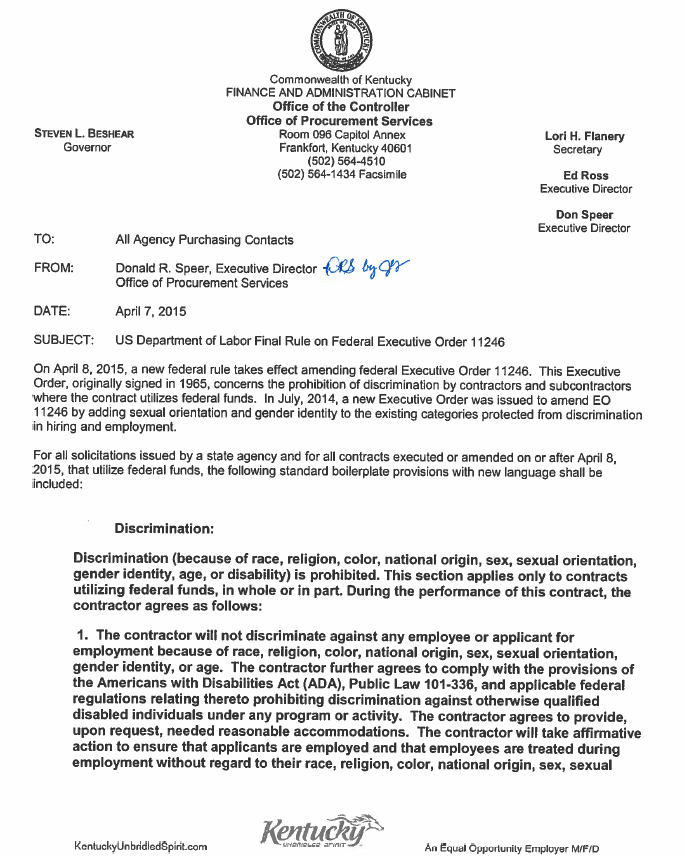 COMMONWEALTH OF KENTUCKY
Commonwealth of Kentucky
FINANCE AND ADMINISTRATION CABINET
Office of the Controller
Office of Procurement Services
Room 096 Capitol Annex
Frankfort, Kentucky 40601
(502) 564-4510
(502) 564-1434 Facsimile
STEVEN L. BESHEAR
Governor
Lori H. Flanery
Secretary
Ed Ross
Executive Director
Don Speer
Executive Director
TO: All Agency Purchasing Contacts
FROM: Donald R. Speer, Executive Director DRS by
Office of Procurement Services
DATE: April 7, 2015
SUBJECT: US Department of Labor Final Rule on Federal Executive Order 11246
On April 8, 2015, a new federal rule takes effect amending federal Executive Order 11246. This Executive
Order, originally signed in 1965, concerns the prohibition of discrimination by contractors and subcontractors
where the contract utilizes federal funds. In July, 2014, a new Executive Order was issued to amend EO
11246 by adding sexual orientation and gender identity to the existing categories protected from discrimination
in hiring and employment.
For all solicitations issued by a state agency and for all contracts executed or amended on or after April 8,
2015, that utilize federal funds, the following standard boilerplate provisions with new language shall be
included:
Discrimination:
Discrimination (because of race, religion, color, national origin, sex, sexual orientation,
gender identity, age, or disability) is prohibited. This section applies only to contracts
utilizing federal funds, in whole or in part. During the performance of this contract, the
contractor agrees as follows:
1. The contractor will not discriminate against any employee or applicant for
employment because of race, religion, color, national origin, sex, sexual orientation,
gender identity, or age. The contractor further agrees to comply with the provisions of
the Americans with Disabilities Act (ADA), Public Law 101-336, and applicable federal
regulations relating thereto prohibiting discrimination against otherwise qualified
disabled individuals under any program or activity. The contractor agrees to provide,
upon request, needed reasonable accommodations. The contractor will take affirmative
action to ensure that applicants are employed and that employees are treated during
employment without regard to their race, religion, color, national origin, sex, sexual
KentuckyUnbridledSpirit.com
Kentucky
UNBRIDLED SPIRIT
An Equal Opportunity Employer M/F/D